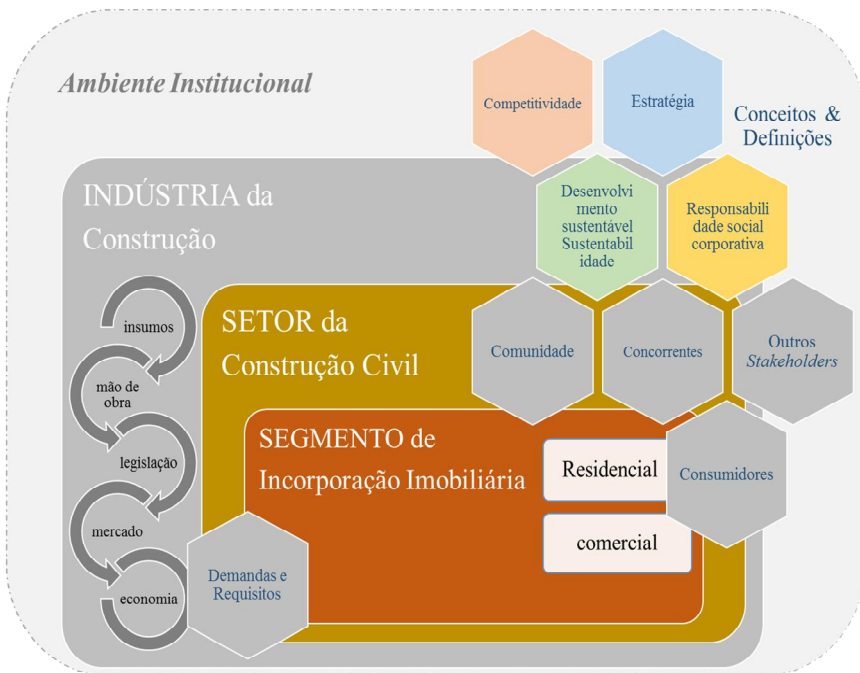 Ambiente Institucional
Competitividade
Estratégia
Conceitos &
Definições
INDÚSTRIA da
Construção
Desenvolvi
mento
sustentável
Sustentabil
idade
Responsabili
dade social
corporativa
insumos
mão de
obra
legislação
mercado
economia
SETOR da
Construção Civil
Comunidade
Concorrentes
Outros
Stakeholders
SEGMENTO de
Incorporação Imobiliária
Residencial
comercial
Consumidores
Demandas e
Requisitos